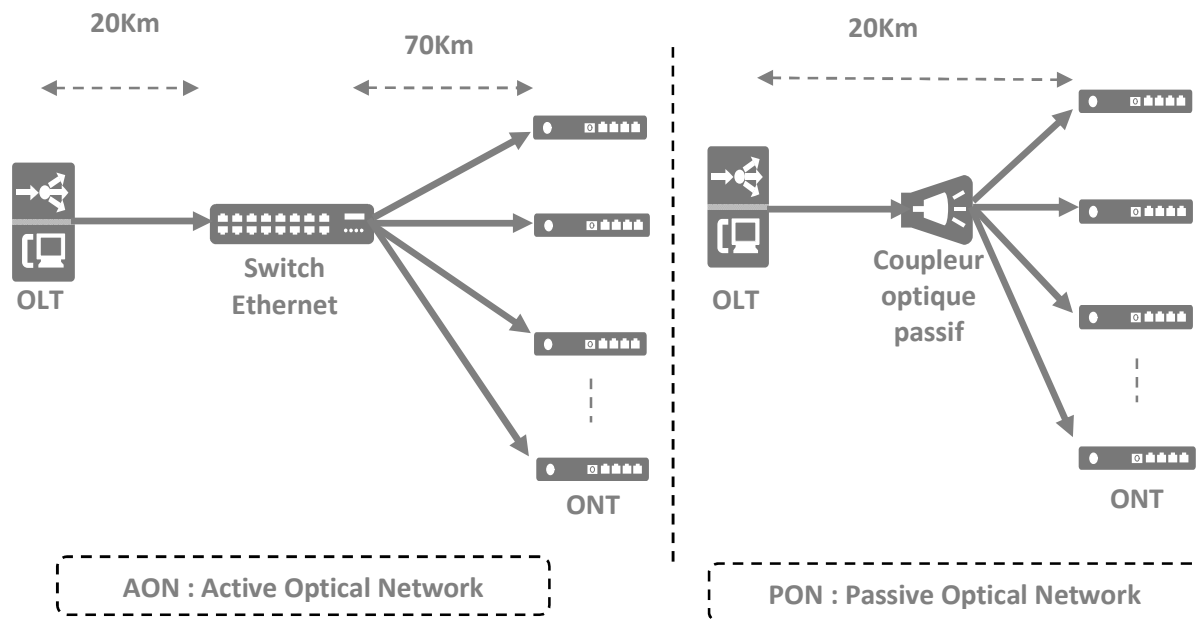 20Km
70Km
OLT
Switch
Ethernet
ONT
AON : Active Optical Network
20Km
OLT
Coupleur
optique
passif
ONT
PON : Passive Optical Network